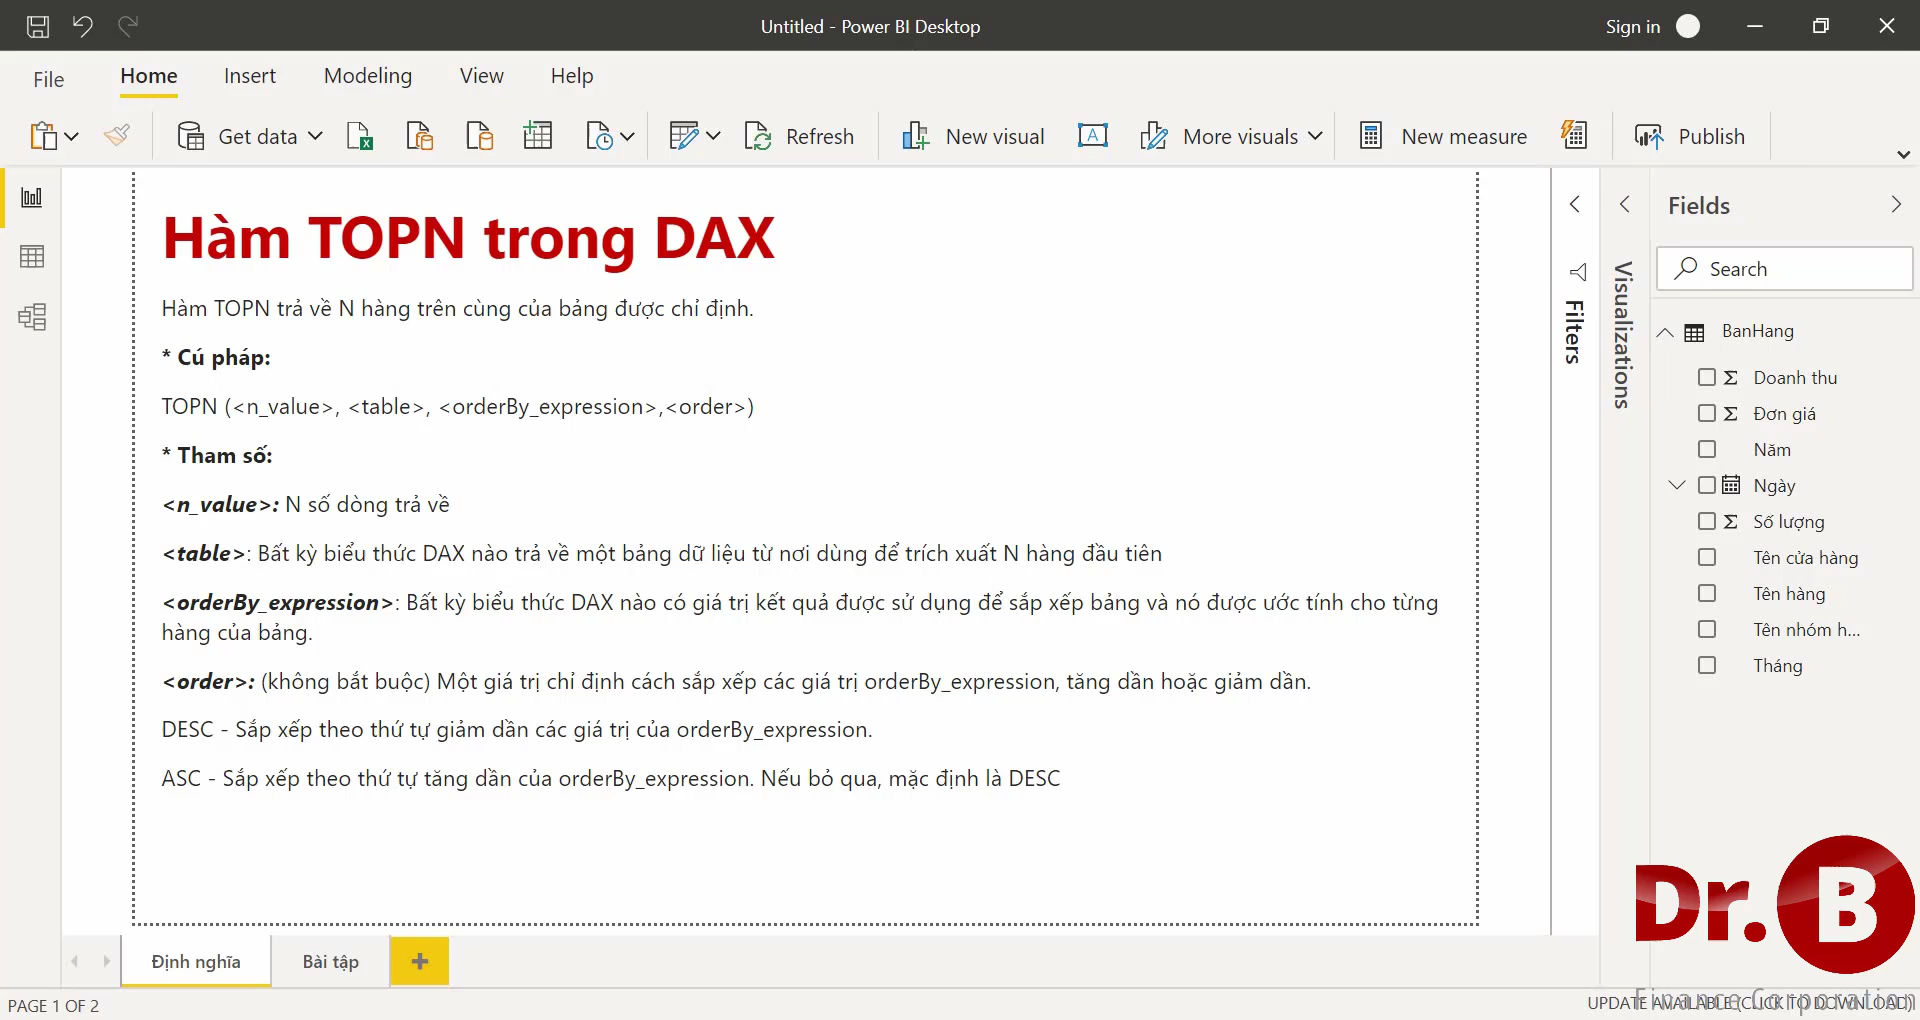 Untitled - Power BI Desktop
Sign in
File
Home
Insert
Modeling
View
Help
Get data
Refresh
New visual
More visuals
New measure
Publish
Hàm TOPN trong DAX
Hàm TOPN trả về N hàng trên cùng của bảng được chỉ định.
* Cú pháp:
TOPN (<n_value>, <table>, <orderBy_expression>,<order>)
* Tham số:
<n_value>: N số dòng trả về
<table>: Bất kỳ biểu thức DAX nào trả về một bảng dữ liệu từ nơi dùng để trích xuất N hàng đầu tiên
<orderBy_expression>: Bất kỳ biểu thức DAX nào có giá trị kết quả được sử dụng để sắp xếp bảng và nó được ước tính cho từng
hàng của bảng.
<order>: (không bắt buộc) Một giá trị chỉ định cách sắp xếp các giá trị orderBy_expression, tăng dần hoặc giảm dần.
DESC - Sắp xếp theo thứ tự giảm dần các giá trị của orderBy_expression.
ASC - Sắp xếp theo thứ tự tăng dần của orderBy_expression. Nếu bỏ qua, mặc định là DESC
Filters
Visualizations
Fields
Search
BanHang
Doanh thu
Đơn giá
Năm
Ngày
Số lượng
Tên cửa hàng
Tên hàng
Tên nhóm h...
Tháng
Dr. B
Định nghĩa
Bài tập
PAGE 1 OF 2
UPDATE AVAILABLE (CLICK TO DOWNLOAD)
Finance Corporation